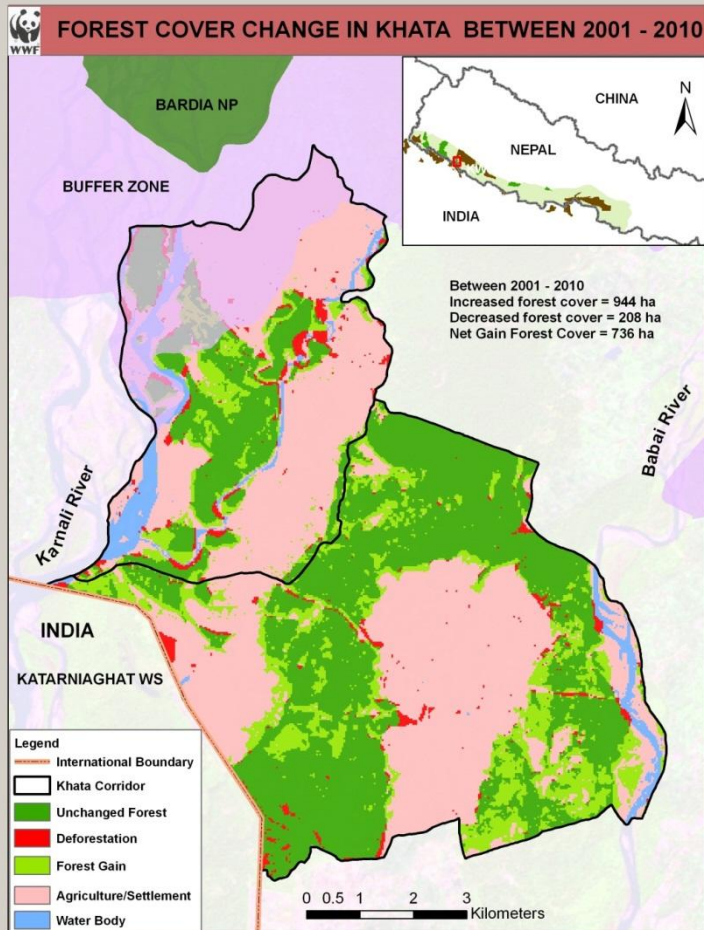 WWF
FOREST COVER CHANGE IN KHATA BETWEEN 2001 - 2010
BARDIA NP
BUFFER ZONE
CHINA
N
NEPAL
INDIA
Between 2001 - 2010
Increased forest cover = 944 ha
Decreased forest cover = 208 ha
Net Gain Forest Cover = 736 ha
Babai River
Karnali River
INDIA
KATARNIAGHAT WS
Legend
International Boundary
Khata Corridor
Unchanged Forest
Deforestation
Forest Gain
Agriculture/Settlement
Water Body
0 0.5 1 2 3
Kilometers